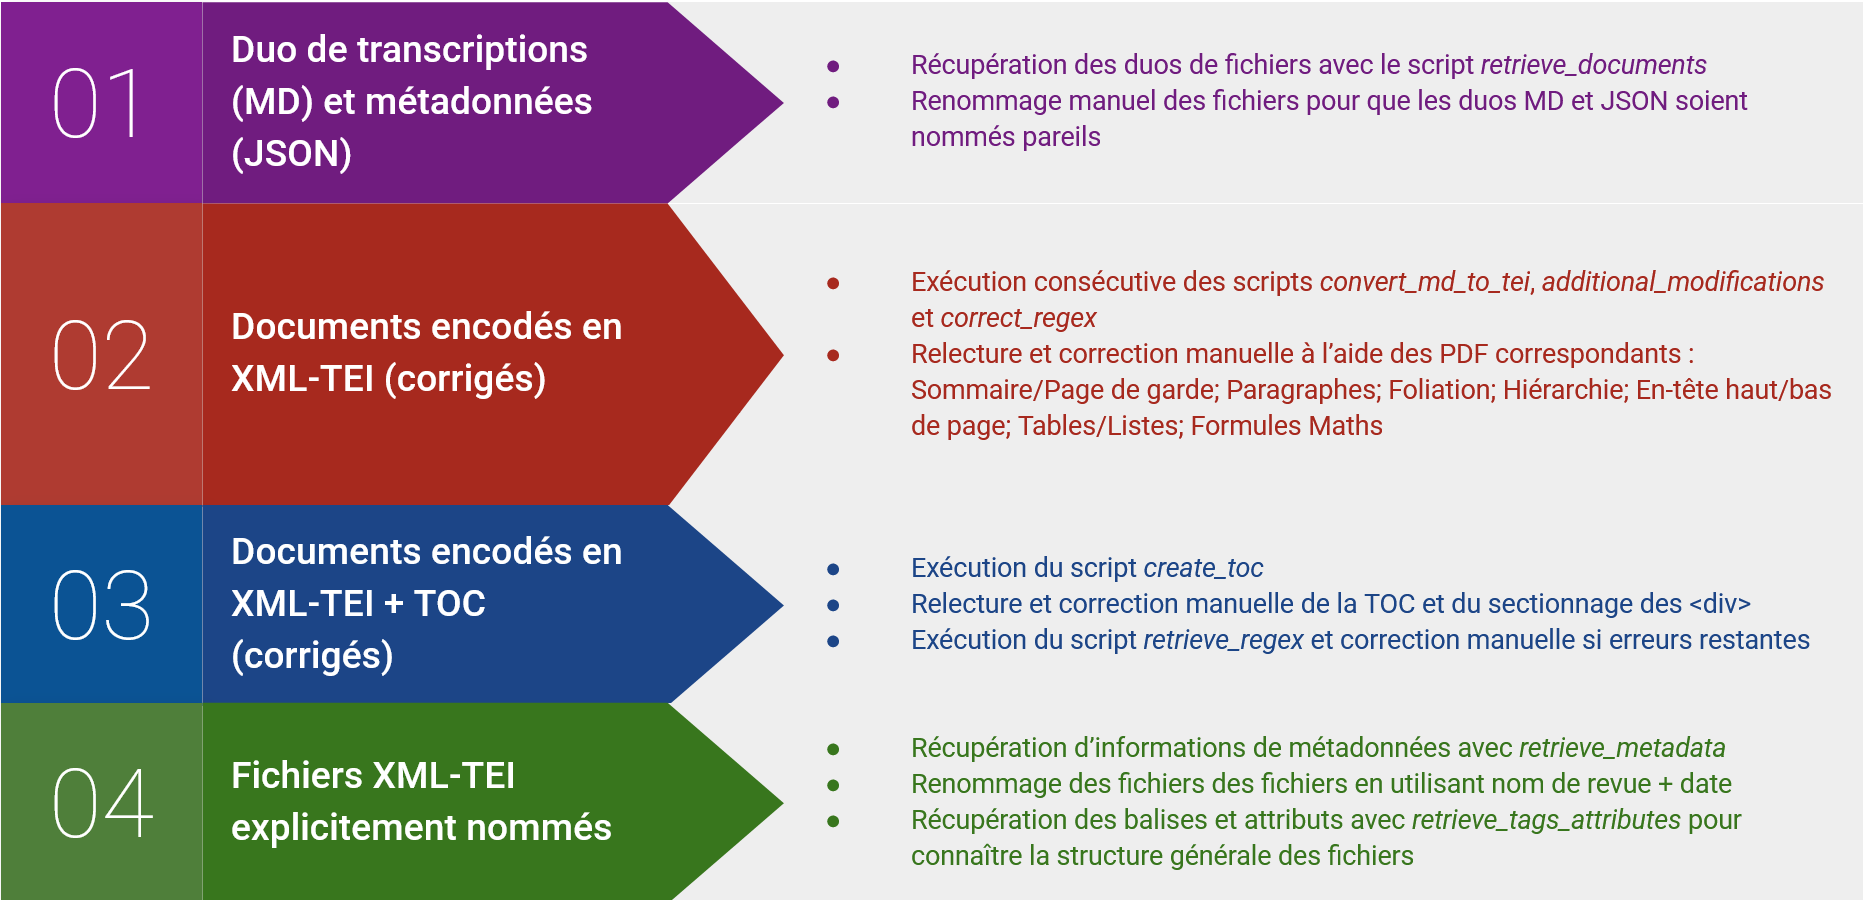 01
Duo de transcriptions
(MD) et métadonnées
(JSON)
● Récupération des duos de fichiers avec le script retrieve_documents
● Renommage manuel des fichiers pour que les duos MD et JSON soient
nommés pareils
02
Documents encodés en
XML-TEI (corrigés)
● Exécution consécutive des scripts convert_md_to_tei, additional_modifications
et correct_regex
● Relecture et correction manuelle à l’aide des PDF correspondants :
Sommaire/Page de garde; Paragraphes; Foliation; Hiérarchie; En-tête haut/bas
de page; Tables/Listes; Formules Maths
03
Documents encodés en
XML-TEI + TOC
(corrigés)
● Exécution du script create_toc
● Relecture et correction manuelle de la TOC et du sectionnage des <div>
● Exécution du script retrieve_regex et correction manuelle si erreurs restantes
04
Fichiers XML-TEI
explicitement nommés
● Récupération d’informations de métadonnées avec retrieve_metadata
● Renommage des fichiers des fichiers en utilisant nom de revue + date
● Récupération des balises et attributs avec retrieve_tags_attributes pour
connaître la structure générale des fichiers